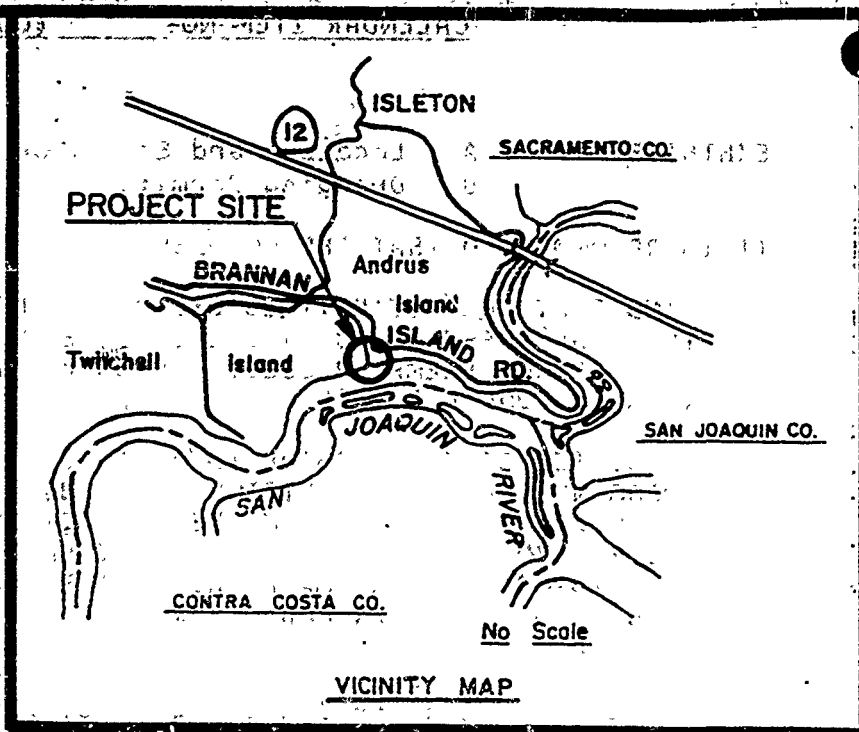 ISLETON
12
SACRAMENTO CO.
PROJECT SITE
BRANNAN
Andrus
Island
ISLAND
RD.
Twitchell
Island
SAN JOAQUIN CO.
JOAQUIN
SAN
RIVER
CONTRA COSTA CO.
No Scale
VICINITY MAP